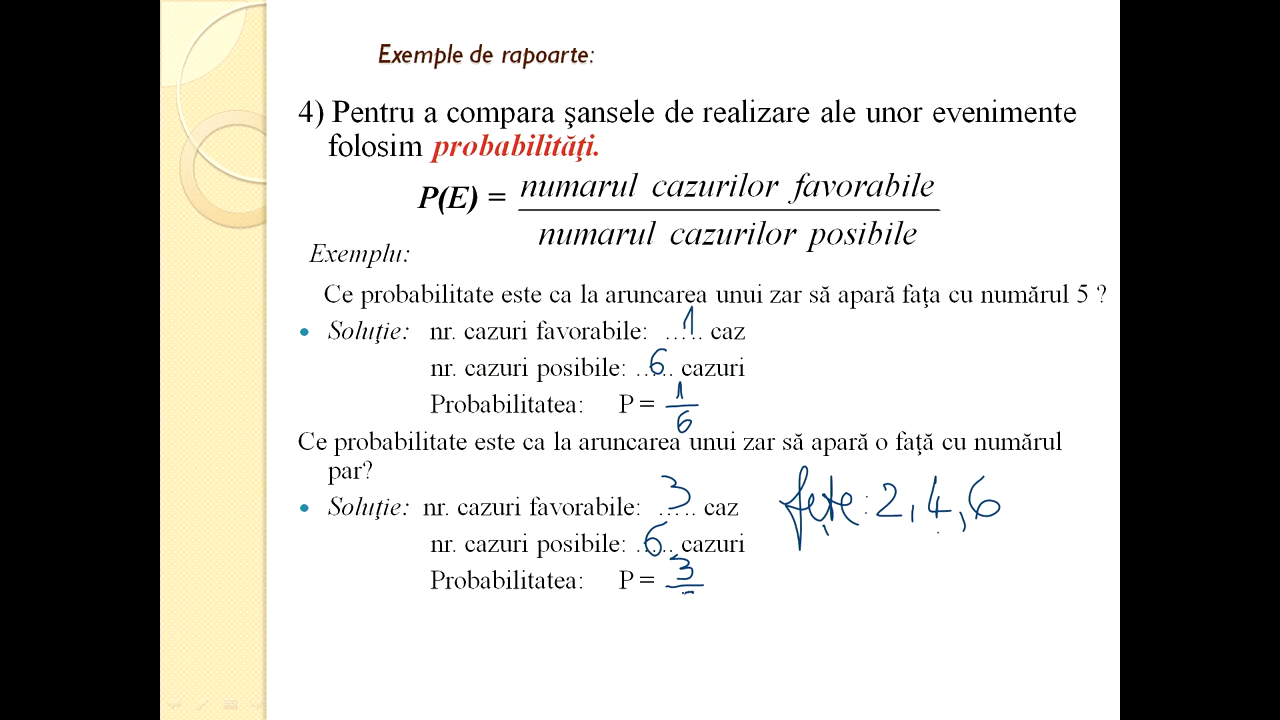 Exemple de rapoarte:
4) Pentru a compara şansele de realizare ale unor evenimente
folosim probabilităţi.
P(E) = numarul cazurilor favorabile
numarul cazurilor posibile
Exemplu:
Ce probabilitate este ca la aruncarea unui zar să apară faţa cu numărul 5 ?
• Soluţie: nr. cazuri favorabile: ..1... caz
nr. cazuri posibile: ..6... cazuri
Probabilitatea: P = 1
6
Ce probabilitate este ca la aruncarea unui zar să apară o faţă cu numărul
par?
• Soluţie: nr. cazuri favorabile: ..3... caz fețe: 2, 4, 6
nr. cazuri posibile: ..6... cazuri
Probabilitatea: P = 3